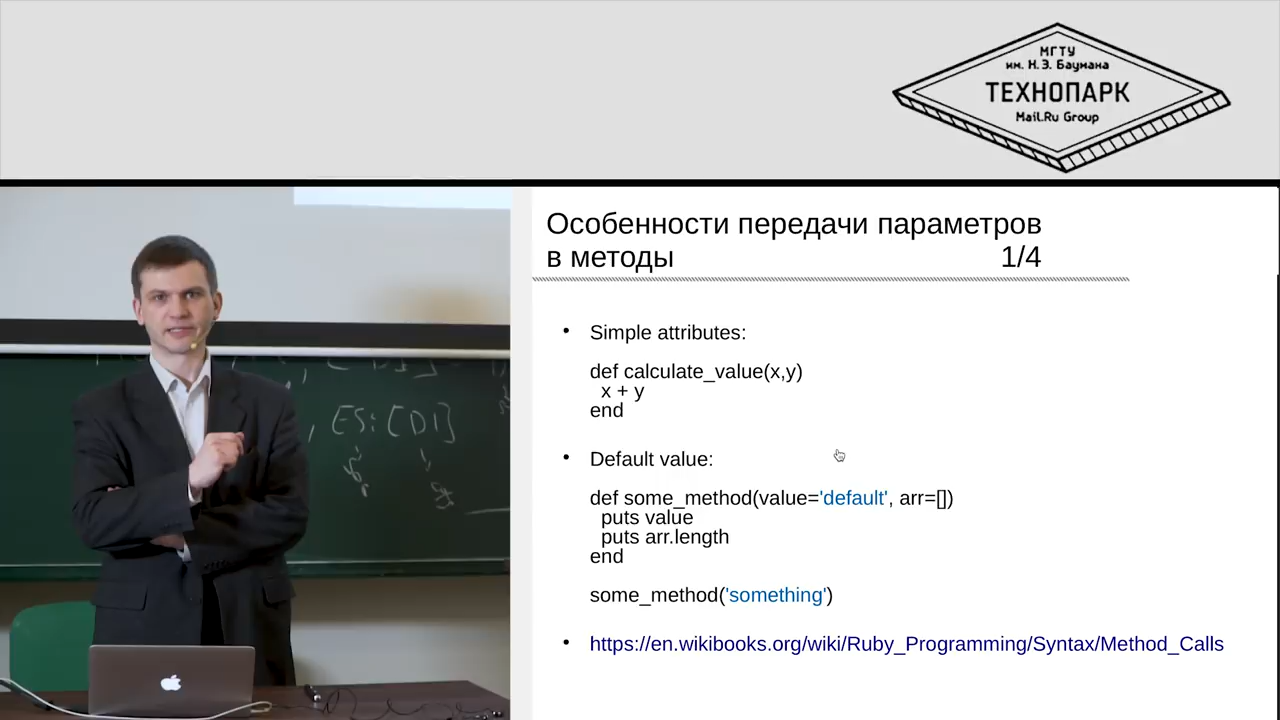 МГТУ
им. Н.Э. Баумана
ТЕХНОПАРК
Mail.Ru Group
Особенности передачи параметров
в методы 1/4
• Simple attributes:
def calculate_value(x,y)
x + y
end
• Default value:
def some_method(value='default', arr=[])
puts value
puts arr.length
end
some_method('something')
• https://en.wikibooks.org/wiki/Ruby_Programming/Syntax/Method_Calls
ES:[DI]